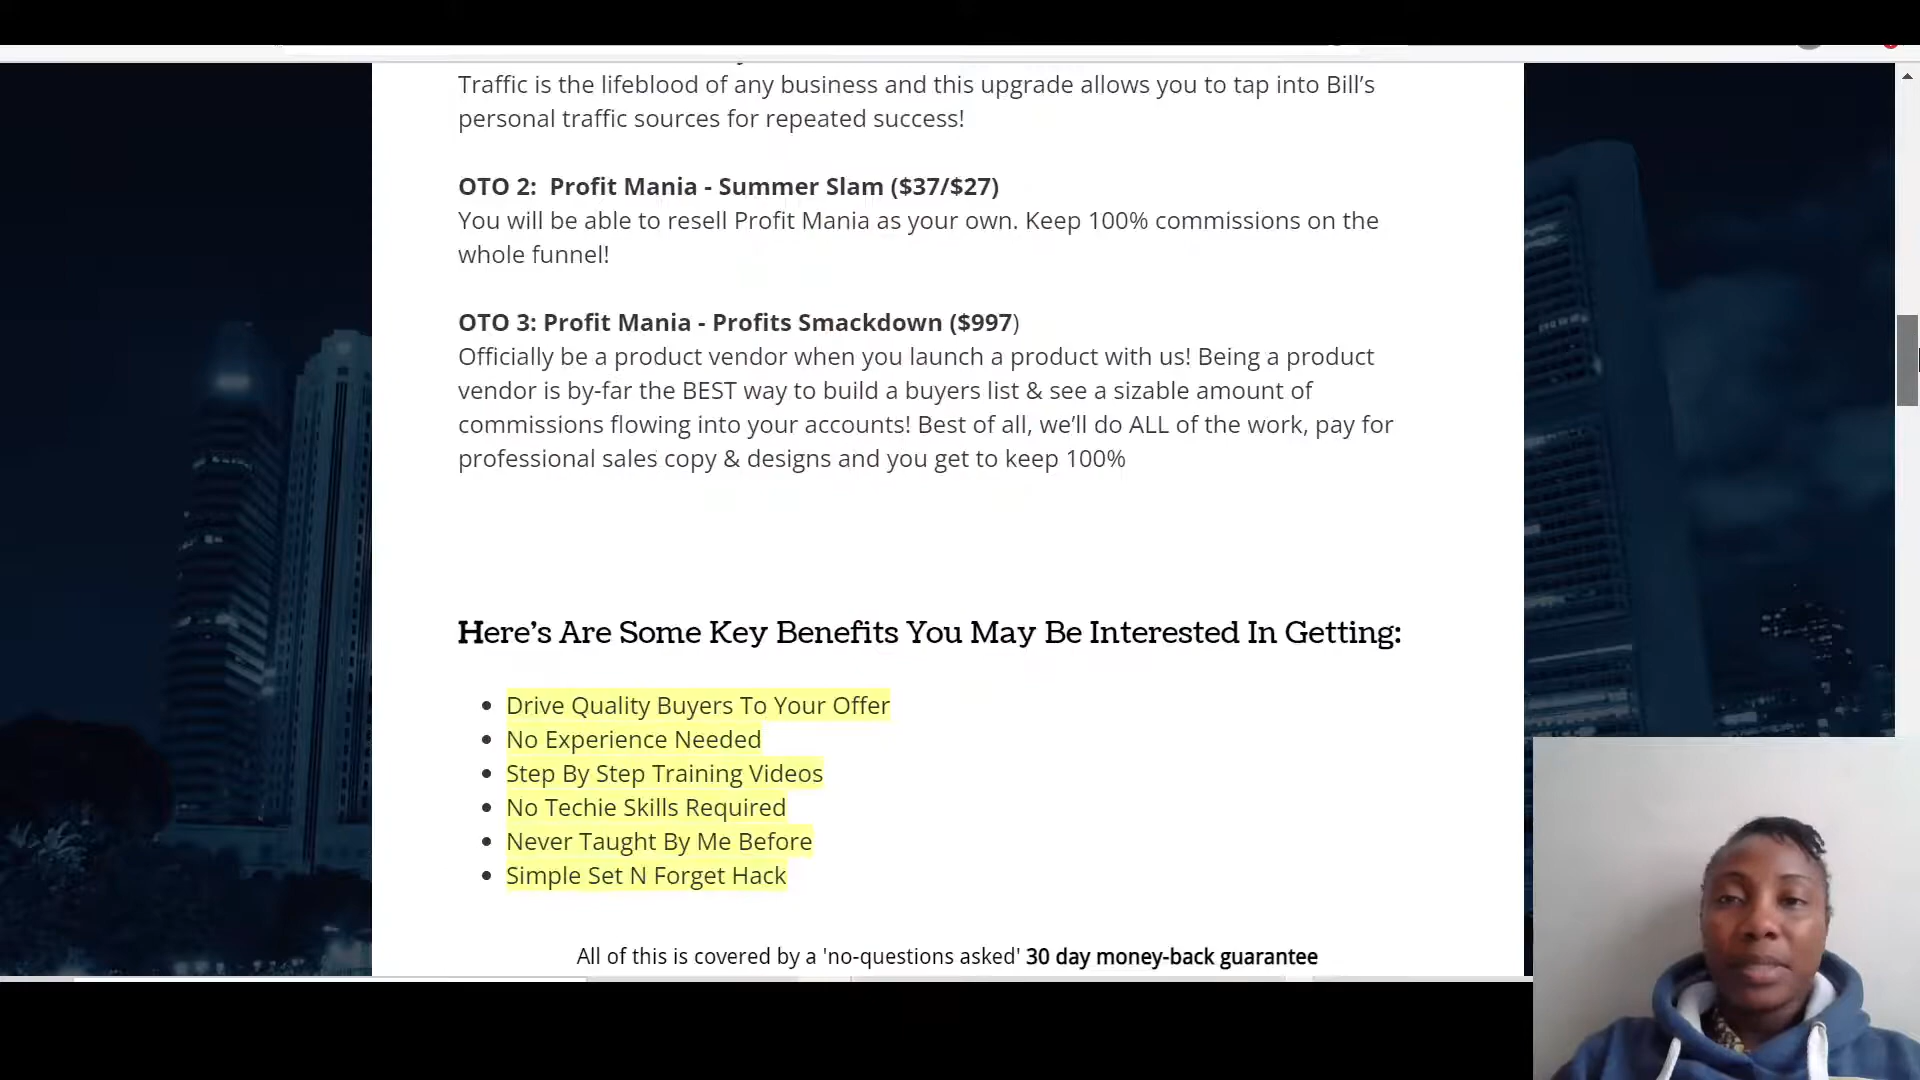 Traffic is the lifeblood of any business and this upgrade allows you to tap into Bill’s
personal traffic sources for repeated success!
OTO 2:  Profit Mania - Summer Slam ($37/$27)
You will be able to resell Profit Mania as your own. Keep 100% commissions on the
whole funnel!
OTO 3: Profit Mania - Profits Smackdown ($997)
Officially be a product vendor when you launch a product with us! Being a product
vendor is by-far the BEST way to build a buyers list & see a sizable amount of
commissions flowing into your accounts! Best of all, we’ll do ALL of the work, pay for
professional sales copy & designs and you get to keep 100%
Here’s Are Some Key Benefits You May Be Interested In Getting:
• Drive Quality Buyers To Your Offer
• No Experience Needed
• Step By Step Training Videos
• No Techie Skills Required
• Never Taught By Me Before
• Simple Set N Forget Hack
All of this is covered by a 'no-questions asked' 30 day money-back guarantee